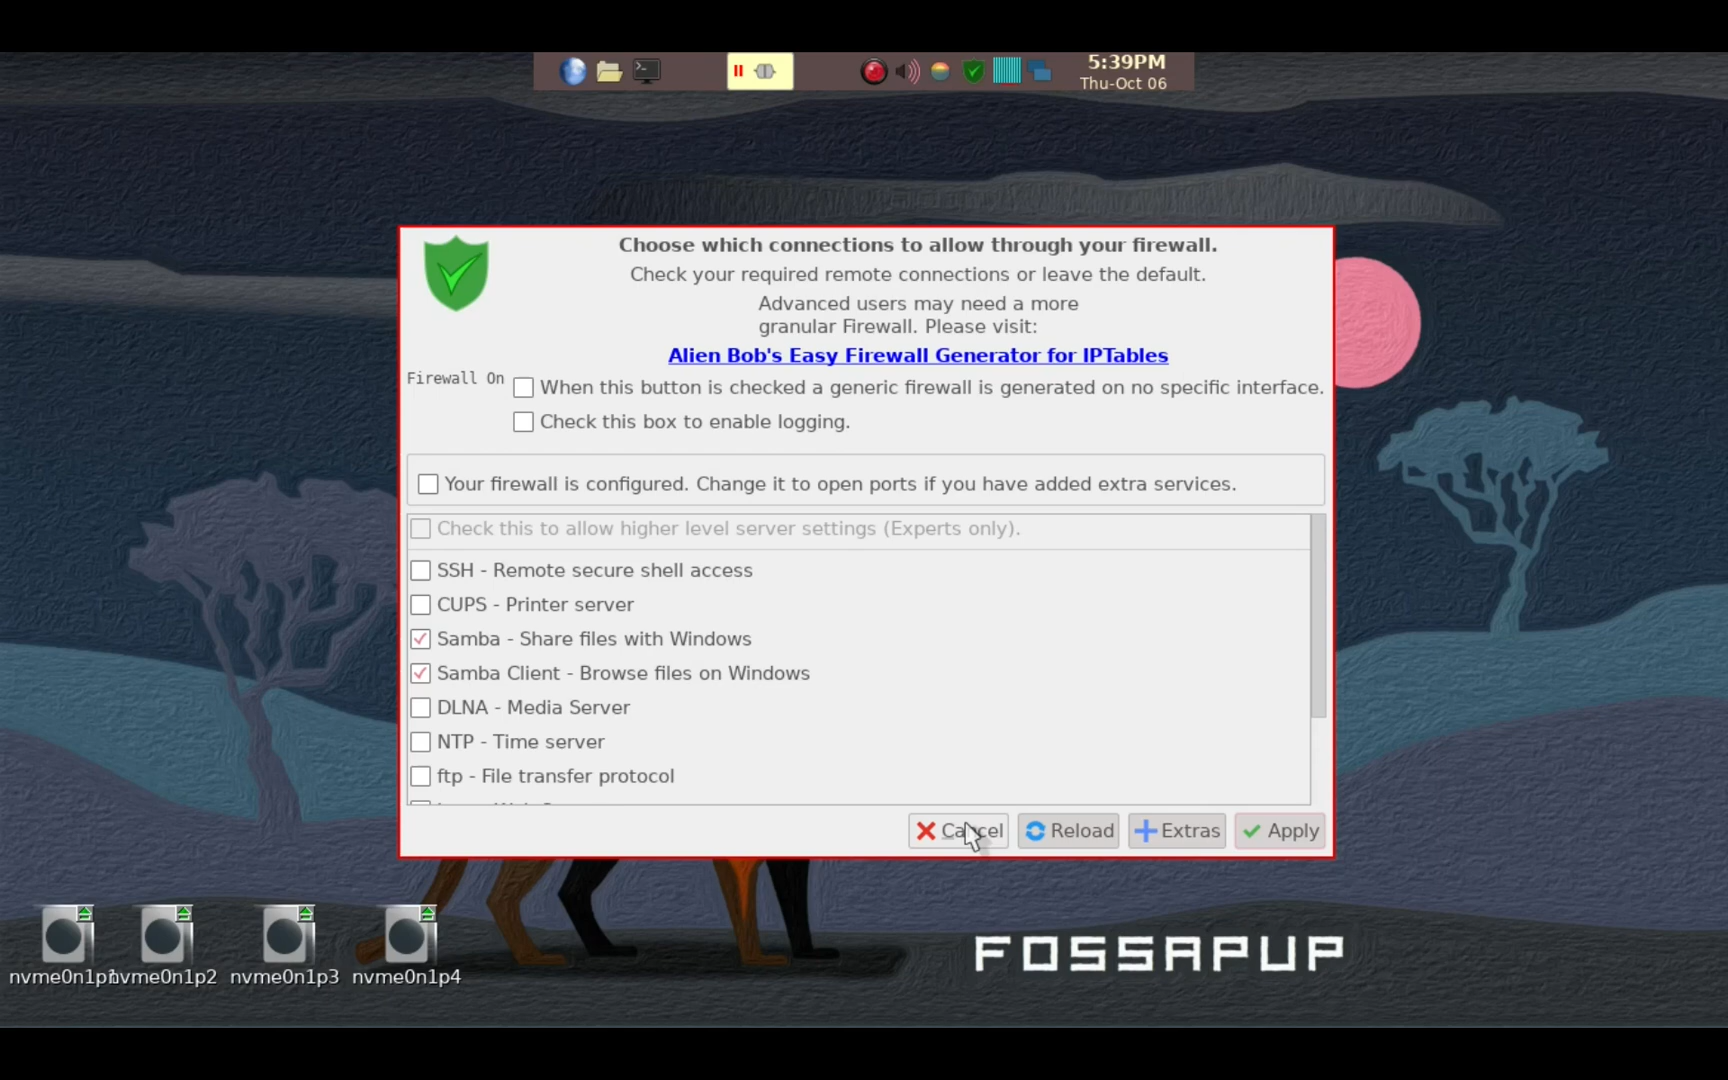 5:39PM
Thu-Oct 06
Choose which connections to allow through your firewall.
Check your required remote connections or leave the default.
Advanced users may need a more
granular Firewall. Please visit:
Alien Bob's Easy Firewall Generator for IPTables
Firewall On
When this button is checked a generic firewall is generated on no specific interface.
Check this box to enable logging.
Your firewall is configured. Change it to open ports if you have added extra services.
Check this to allow higher level server settings (Experts only).
SSH - Remote secure shell access
CUPS - Printer server
Samba - Share files with Windows
Samba Client - Browse files on Windows
DLNA - Media Server
NTP - Time server
ftp - File transfer protocol
Cancel Reload Extras Apply
FOSSAPUP
nvme0n1p1 nvme0n1p2 nvme0n1p3 nvme0n1p4